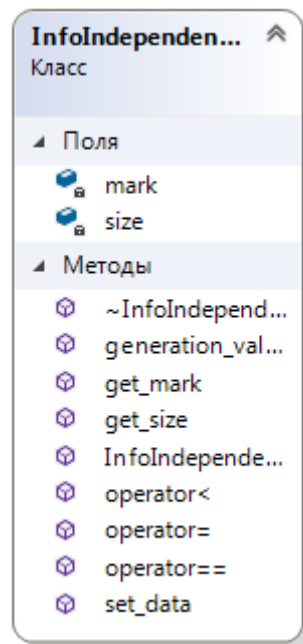 InfoIndependen...
Класс
Поля
mark
size
Методы
~InfoIndepend...
generation_val...
get_mark
get_size
InfoIndepende...
operator<
operator=
operator==
set_data